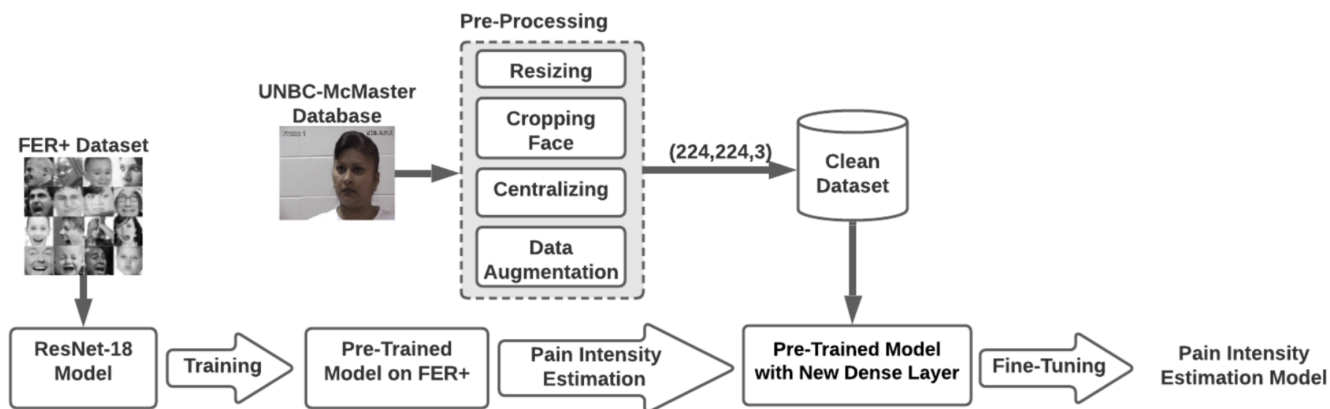 Pre-Processing
Resizing
Cropping
Face
Centralizing
Data
Augmentation
UNBC-McMaster
Database
FER+ Dataset
(224,224,3)
Clean
Dataset
ResNet-18
Model
Training
Pre-Trained
Model on FER+
Pain Intensity
Estimation
Pre-Trained Model
with New Dense Layer
Fine-Tuning
Pain Intensity
Estimation Model